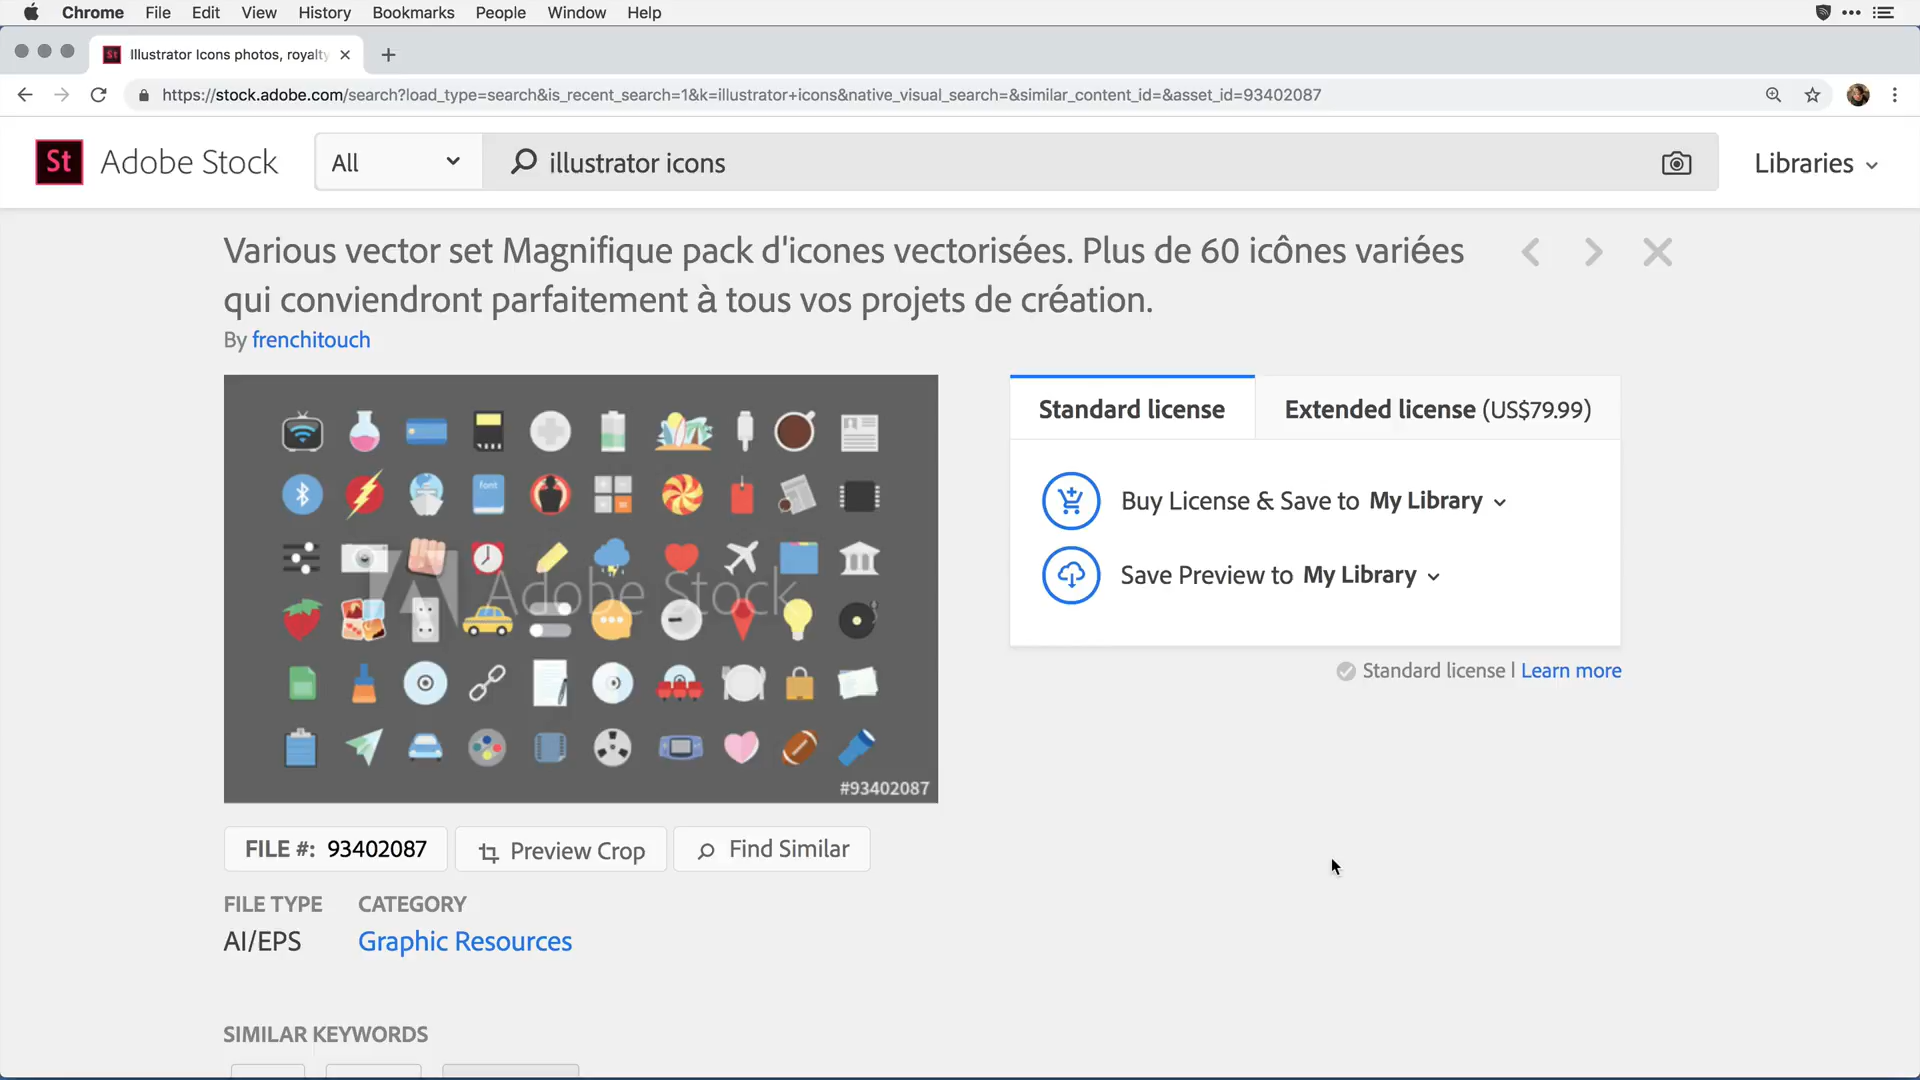 Chrome File Edit View History Bookmarks People Window Help
Illustrator Icons photos, royalty
https://stock.adobe.com/search?load_type=search&is_recent_search=1&k=illustrator+icons&native_visual_search=&similar_content_id=&asset_id=93402087
St Adobe Stock All illustrator icons Libraries
Various vector set Magnifique pack d'icones vectorisées. Plus de 60 icônes variées
qui conviendront parfaitement à tous vos projets de création.
By frenchitouch
Standard license Extended license (US$79.99)
Buy License & Save to My Library
Save Preview to My Library
Standard license | Learn more
font
Adobe Stock
#93402087
FILE #: 93402087 Preview Crop Find Similar
FILE TYPE CATEGORY
AI/EPS Graphic Resources
SIMILAR KEYWORDS